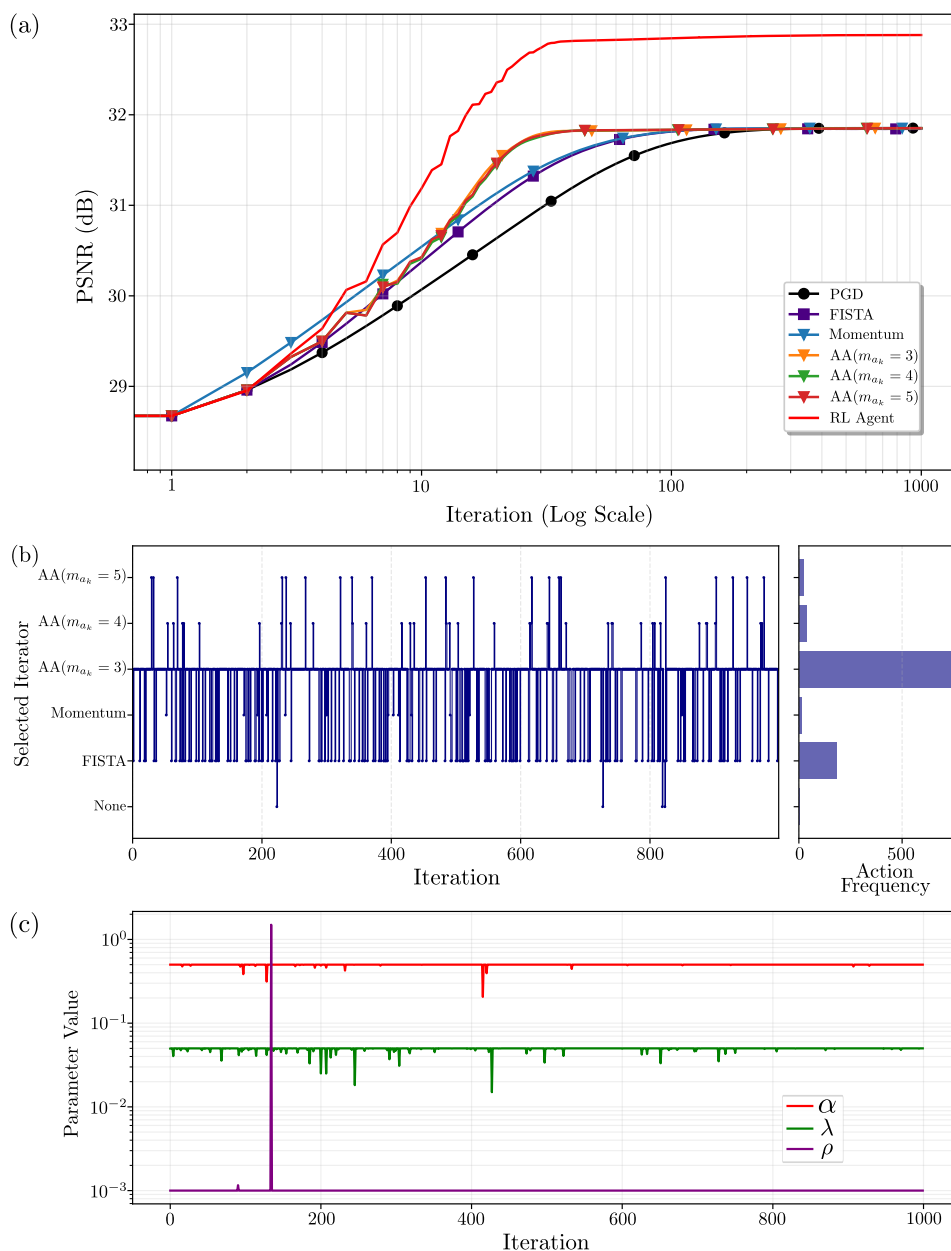 (a)
33
32
31
30
29
PSNR (dB)
1
10
100
1000
Iteration (Log Scale)
PGD
FISTA
Momentum
AA($m_{a_k} = 3$)
AA($m_{a_k} = 4$)
AA($m_{a_k} = 5$)
RL Agent
(b)
Selected Iterator
AA($m_{a_k} = 5$)
AA($m_{a_k} = 4$)
AA($m_{a_k} = 3$)
Momentum
FISTA
None
0
200
400
600
800
Iteration
0
500
Action
Frequency
(c)
Parameter Value
$10^0$
$10^{-1}$
$10^{-2}$
$10^{-3}$
α
λ
ρ
0
200
400
600
800
1000
Iteration